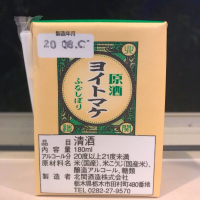 製造年月
20 08.C
原酒
ヨイトマケ
ふなしぼり
品目 清酒
内容量 180ml
アルコール分 20度以上21度未満
原材料名 米(国産)、米こうじ(国産米)、
醸造アルコール、糖類
製造者 北関酒造株式会社
栃木県栃木市田村町480番地
TEL 0282-27-9570